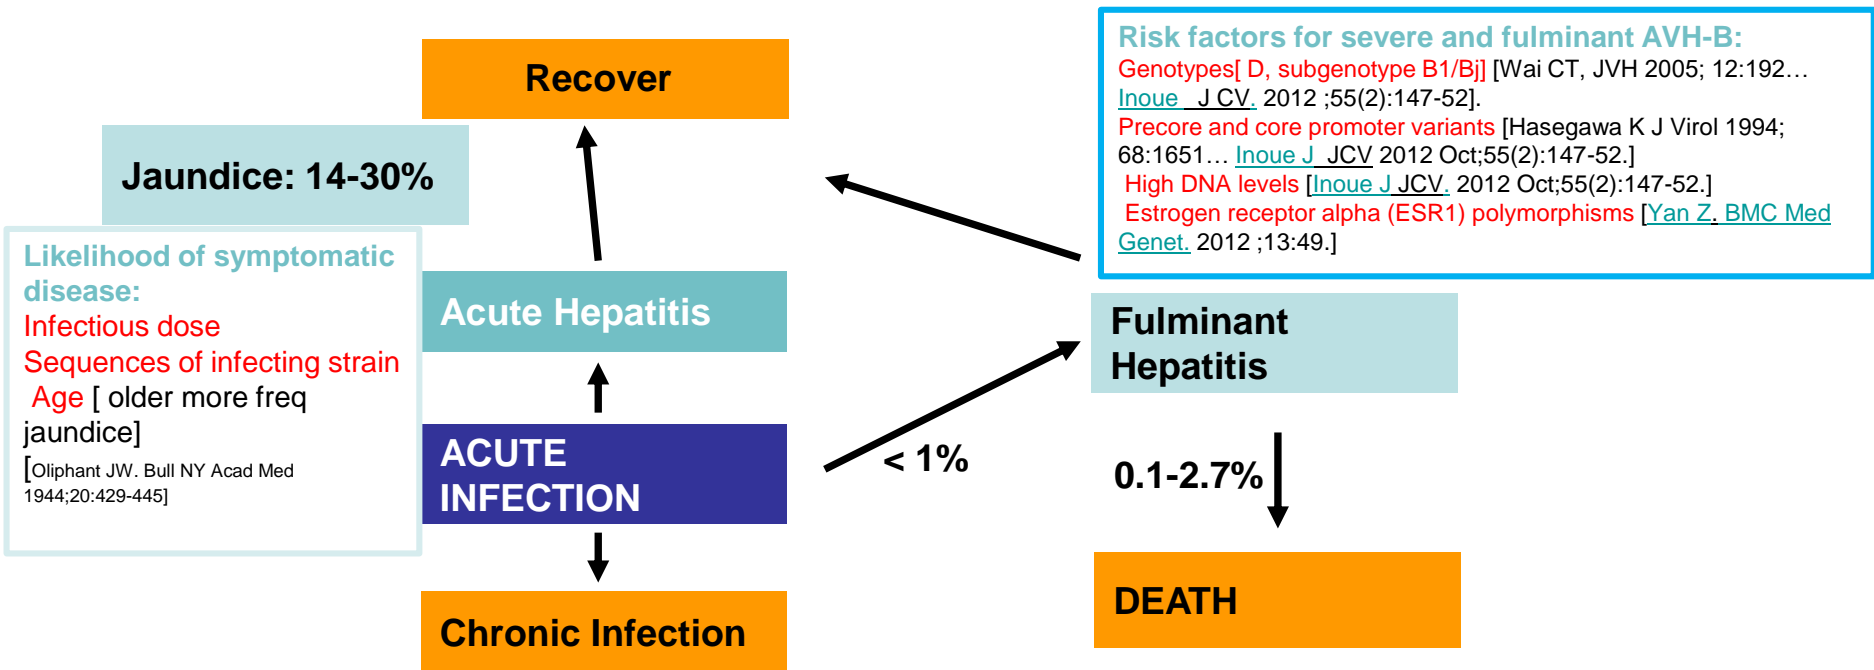 Recover
Jaundice: 14-30%
Likelihood of symptomatic
disease:
Infectious dose
Sequences of infecting strain
Age [ older more freq
jaundice]
[Oliphant JW. Bull NY Acad Med
1944;20:429-445]
Acute Hepatitis
ACUTE
INFECTION
Chronic Infection
Risk factors for severe and fulminant AVH-B:
Genotypes[ D, subgenotype B1/Bj] [Wai CT, JVH 2005; 12:192…
Inoue J CV. 2012 ;55(2):147-52].
Precore and core promoter variants [Hasegawa K J Virol 1994;
68:1651… Inoue J JCV 2012 Oct;55(2):147-52.]
High DNA levels [Inoue J JCV. 2012 Oct;55(2):147-52.]
Estrogen receptor alpha (ESR1) polymorphisms [Yan Z. BMC Med
Genet. 2012 ;13:49.]
Fulminant
Hepatitis
< 1%
0.1-2.7%
DEATH